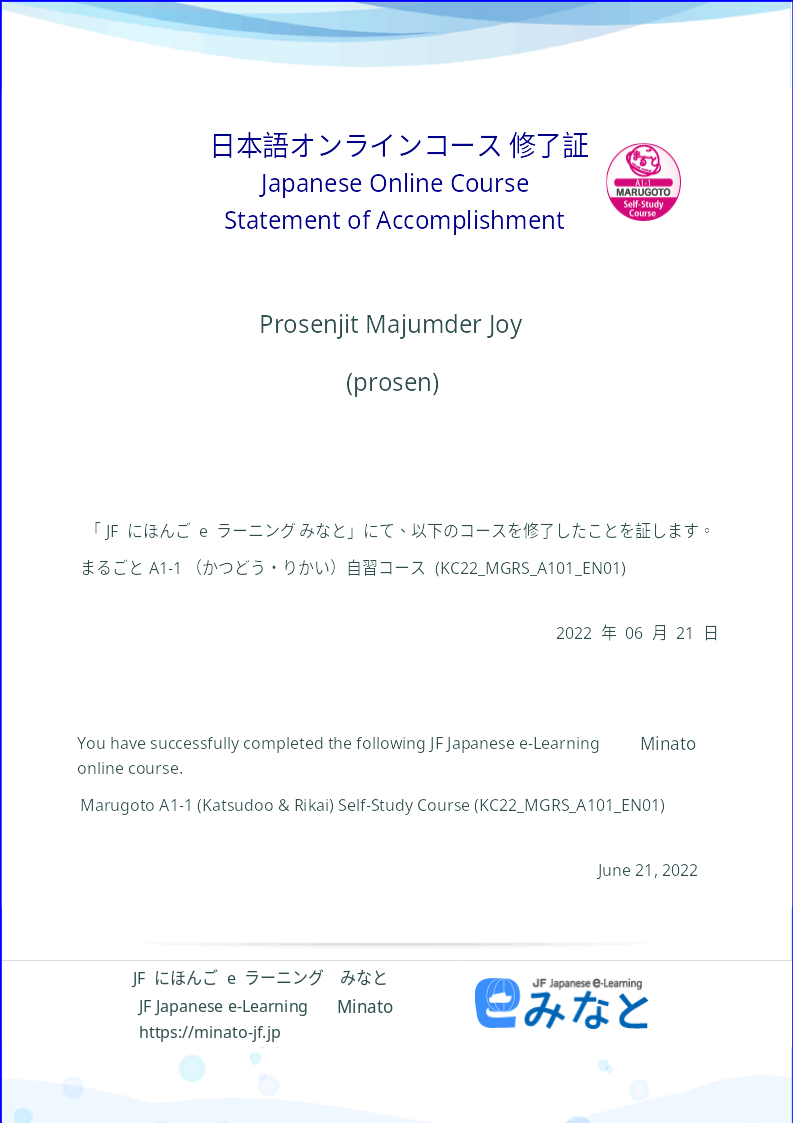 日本語オンラインコース 修了証
Japanese Online Course
Statement of Accomplishment
まるごと
A1-1
MARUGOTO
Self-Study
Course
Prosenjit Majumder Joy
(prosen)
「 JF にほんご e ラーニング みなと」にて、以下のコースを修了したことを証します。
まるごと A1-1 （かつどう・りかい）自習コース (KC22_MGRS_A101_EN01)
2022 年 06 月 21 日
You have successfully completed the following JF Japanese e-Learning Minato
online course.
Marugoto A1-1 (Katsudoo & Rikai) Self-Study Course (KC22_MGRS_A101_EN01)
June 21, 2022
JF にほんご e ラーニング みなと
JF Japanese e-Learning Minato
https://minato-jf.jp
JF Japanese e-Learning
みなと